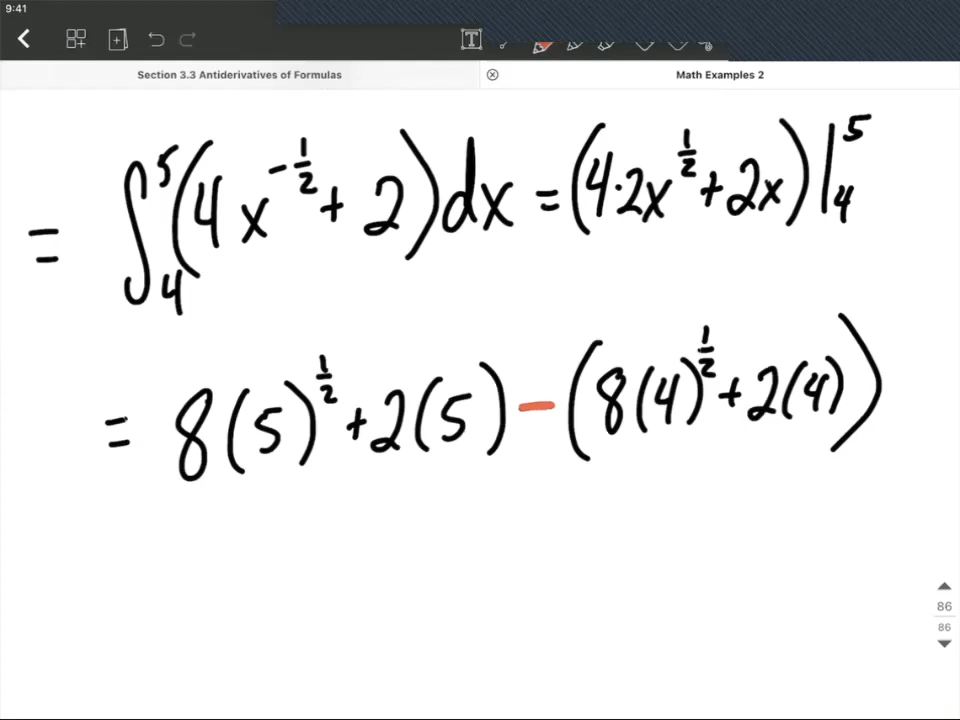 9:41
Section 3.3 Antiderivatives of Formulas
Math Examples 2
= ∫₄⁵ (4x^{-1/2} + 2) dx = (4·2x^{1/2} + 2x) |₄⁵
= 8(5)^{1/2} + 2(5) − (8(4)^{1/2} + 2(4))
86
86